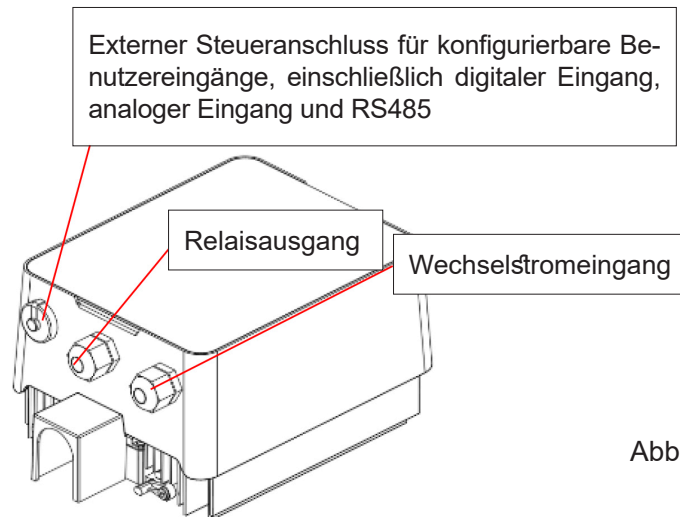 Externer Steueranschluss für konfigurierbare Be-
nutzereingänge, einschließlich digitaler Eingang,
analoger Eingang und RS485
Relaisausgang
Wechselstromeingang
Abb